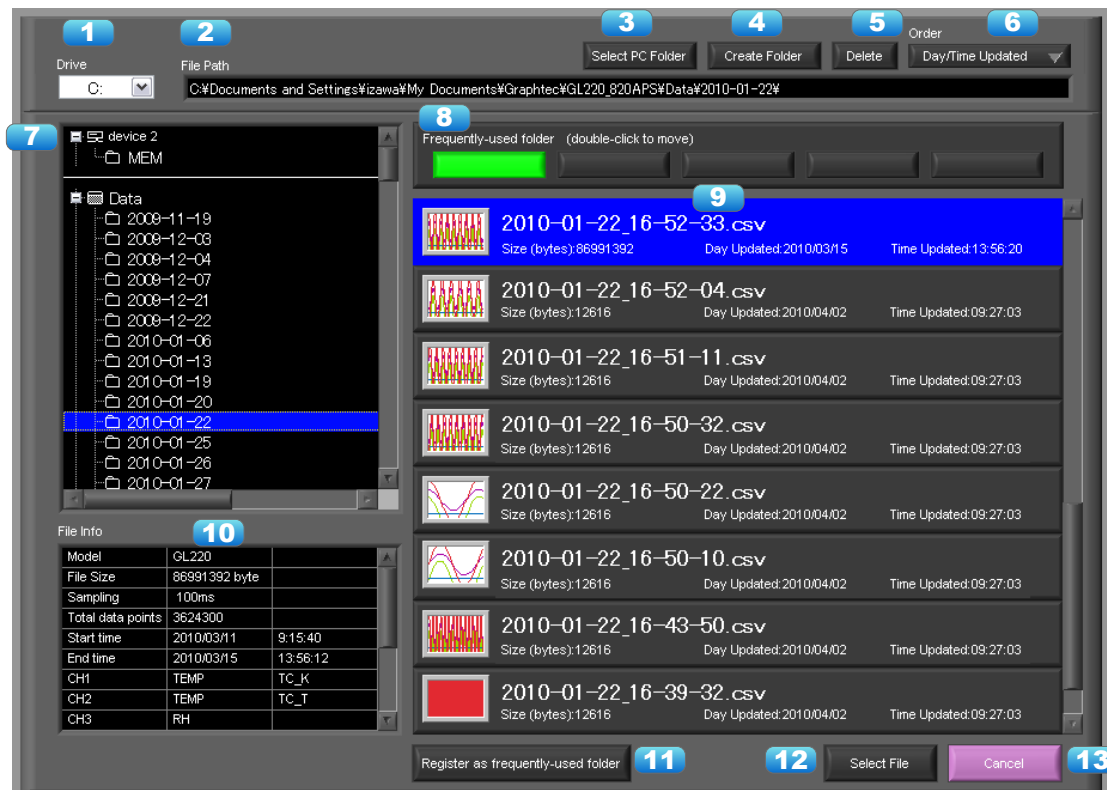 1
2
3
4
5
6
Order
Drive
File Path
Select PC Folder
Create Folder
Delete
Day/Time Updated
C:
C:¥Documents and Settings¥izawa¥My Documents¥Graphtec¥GL220_820APS¥Data¥2010-01-22¥
7
8
device 2
MEM
Frequently-used folder (double-click to move)
Data
2009-11-19
2009-12-03
2009-12-04
2009-12-07
2009-12-21
2009-12-22
2010-01-06
2010-01-13
2010-01-19
2010-01-20
2010-01-22
2010-01-25
2010-01-26
2010-01-27
9
2010-01-22_16-52-33.csv
Size (bytes):86991392 Day Updated:2010/03/15 Time Updated:13:56:20
2010-01-22_16-52-04.csv
Size (bytes):12616 Day Updated:2010/04/02 Time Updated:09:27:03
2010-01-22_16-51-11.csv
Size (bytes):12616 Day Updated:2010/04/02 Time Updated:09:27:03
2010-01-22_16-50-32.csv
Size (bytes):12616 Day Updated:2010/04/02 Time Updated:09:27:03
2010-01-22_16-50-22.csv
Size (bytes):12616 Day Updated:2010/04/02 Time Updated:09:27:03
2010-01-22_16-50-10.csv
Size (bytes):12616 Day Updated:2010/04/02 Time Updated:09:27:03
2010-01-22_16-43-50.csv
Size (bytes):12616 Day Updated:2010/04/02 Time Updated:09:27:03
2010-01-22_16-39-32.csv
Size (bytes):12616 Day Updated:2010/04/02 Time Updated:09:27:03
File Info
10
Model GL220
File Size 86991392 byte
Sampling 100ms
Total data points 3624300
Start time 2010/03/11 9:15:40
End time 2010/03/15 13:56:12
CH1 TEMP TC_K
CH2 TEMP TC_T
CH3 RH
Register as frequently-used folder
11
12
Select File
Cancel
13